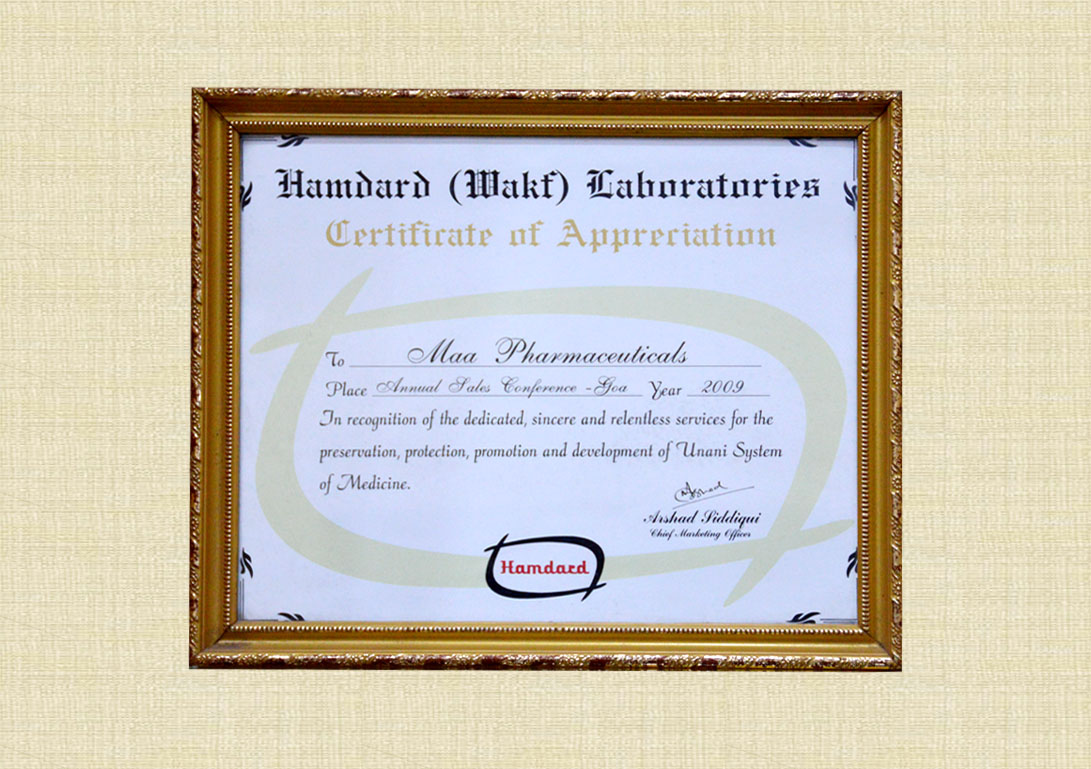 Hamdard (Wakf) Laboratories
Certificate of Appreciation
To Maa Pharmaceuticals
Place Annual Sales Conference - Goa Year 2009
In recognition of the dedicated, sincere and relentless services for the
preservation, protection, promotion and development of Unani System
of Medicine.
Arshad
Arshad Siddiqui
Chief Marketing Officer
Hamdard